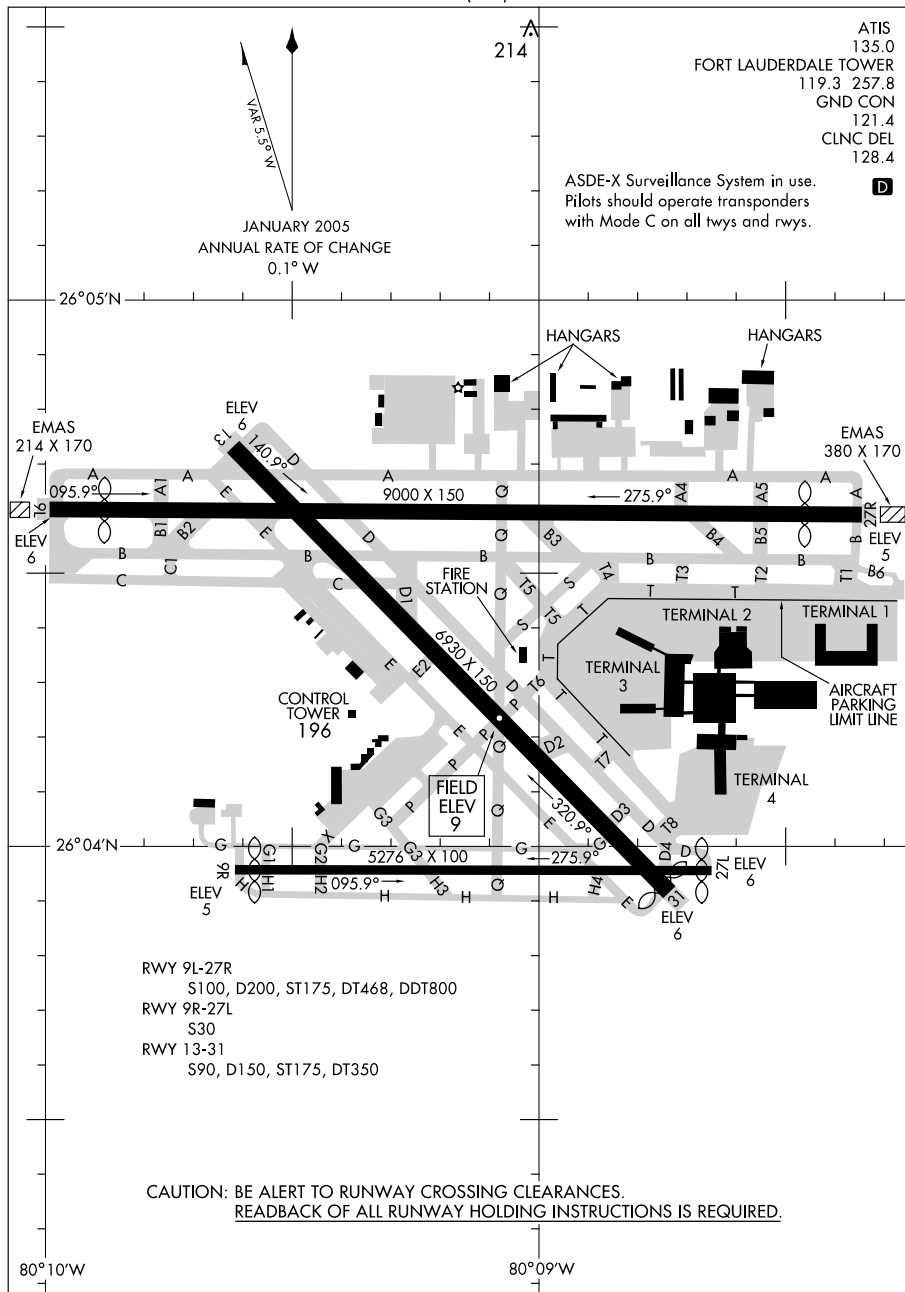 214
ATIS
135.0
FORT LAUDERDALE TOWER
119.3 257.8
GND CON
121.4
CLNC DEL
128.4
D
ASDE-X Surveillance System in use.
Pilots should operate transponders
with Mode C on all twys and rwys.
VAR 5.5° W
JANUARY 2005
ANNUAL RATE OF CHANGE
0.1° W
26°05'N
HANGARS
HANGARS
EMAS
214 X 170
ELEV
6
13
140.9°
D
EMAS
380 X 170
A
A1
A
A
A
A
A
095.9°
E
9000 X 150
Q
275.9°
A4
A5
A
9L
27R
ELEV
6
B1
B2
E
D
Q
B3
B4
B5
B
ELEV
5
B
C1
B
B
B
B
B6
C
C
D1
FIRE
STATION
T5
S
T4
T3
T2
T1
T
T
Q
S
T5
T
TERMINAL 2
TERMINAL 1
6930 X 150
E
E2
T
TERMINAL
3
D
T6
T
AIRCRAFT
PARKING
LIMIT LINE
CONTROL
TOWER
196
E
P
P
Q
D2
T
T7
P
FIELD
ELEV
9
320.9°
TERMINAL
4
G3
P
Q
E
D3
D
T8
26°04'N
G
G1
X
G2
G
G3
G
G
D4
D
9R
5276 X 100
275.9°
27L
ELEV
5
H
H1
H2
095.9°
H3
Q
H4
ELEV
6
H
H
H
E
31
ELEV
6
RWY 9L-27R
S100, D200, ST175, DT468, DDT800
RWY 9R-27L
S30
RWY 13-31
S90, D150, ST175, DT350
CAUTION: BE ALERT TO RUNWAY CROSSING CLEARANCES.
READBACK OF ALL RUNWAY HOLDING INSTRUCTIONS IS REQUIRED.
80°10'W
80°09'W